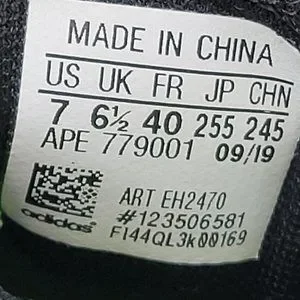 MADE IN CHINA
US UK FR JP CHN
7 6½ 40 255 245
APE 779001 09/19
ART EH2470
#123506581
adidas
F144QL3k00169